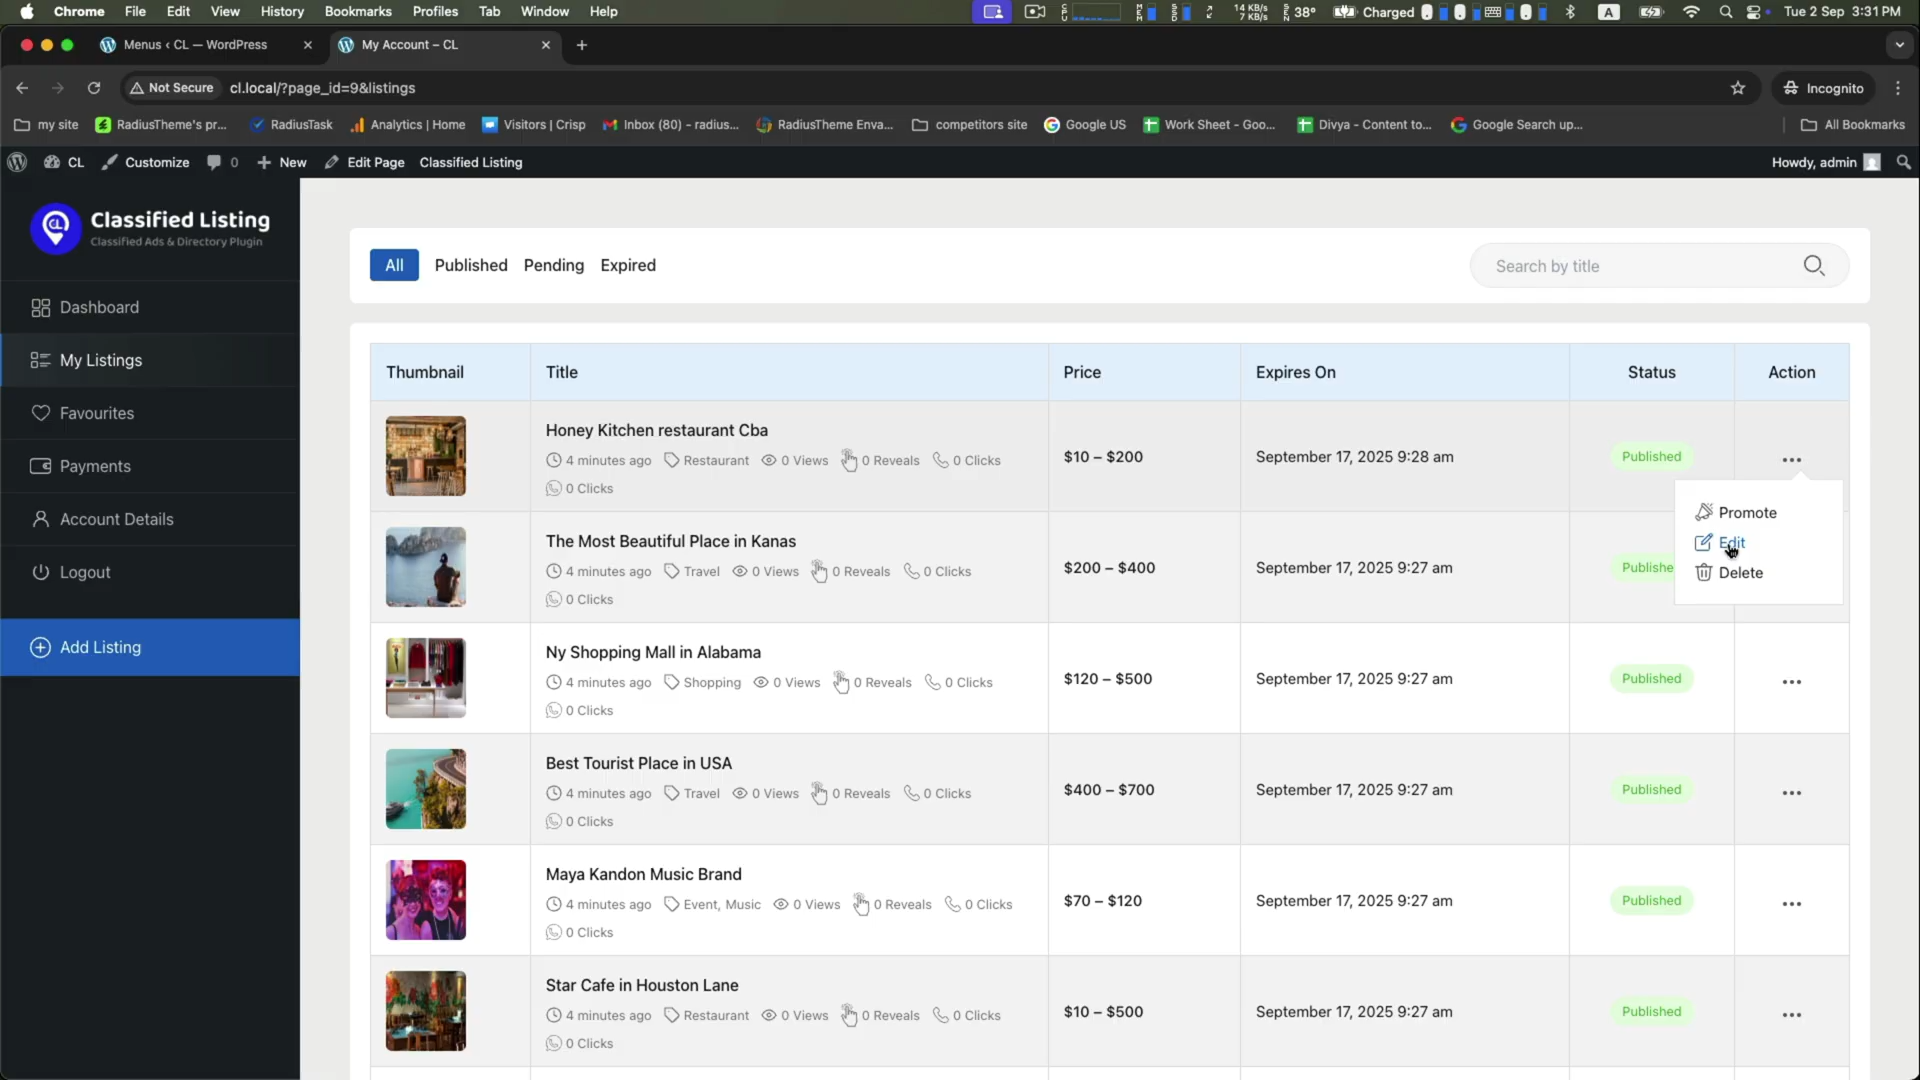 Chrome File Edit View History Bookmarks Profiles Tab Window Help 14 KB/s 7 KB/s 38° Charged A Tue 2 Sep 3:31 PM
Menus ‹ CL — WordPress My Account – CL
Not Secure cl.local/?page_id=9&listings Incognito
my site RadiusTheme's pr... RadiusTask Analytics | Home Visitors | Crisp Inbox (80) - radius... RadiusTheme Enva... competitors site Google US Work Sheet - Goo... Divya - Content to... Google Search up... All Bookmarks
CL Customize 0 New Edit Page Classified Listing Howdy, admin
CL Classified Listing
Classified Ads & Directory Plugin
Dashboard
My Listings
Favourites
Payments
Account Details
Logout
Add Listing
All Published Pending Expired Search by title
Thumbnail Title Price Expires On Status Action
Honey Kitchen restaurant Cba
4 minutes ago Restaurant 0 Views 0 Reveals 0 Clicks
0 Clicks
$10 – $200 September 17, 2025 9:28 am Published
Promote
Edit
Delete
The Most Beautiful Place in Kanas
4 minutes ago Travel 0 Views 0 Reveals 0 Clicks
0 Clicks
$200 – $400 September 17, 2025 9:27 am Publishe
Ny Shopping Mall in Alabama
4 minutes ago Shopping 0 Views 0 Reveals 0 Clicks
0 Clicks
$120 – $500 September 17, 2025 9:27 am Published
Best Tourist Place in USA
4 minutes ago Travel 0 Views 0 Reveals 0 Clicks
0 Clicks
$400 – $700 September 17, 2025 9:27 am Published
Maya Kandon Music Brand
4 minutes ago Event, Music 0 Views 0 Reveals 0 Clicks
0 Clicks
$70 – $120 September 17, 2025 9:27 am Published
Star Cafe in Houston Lane
4 minutes ago Restaurant 0 Views 0 Reveals 0 Clicks
0 Clicks
$10 – $500 September 17, 2025 9:27 am Published